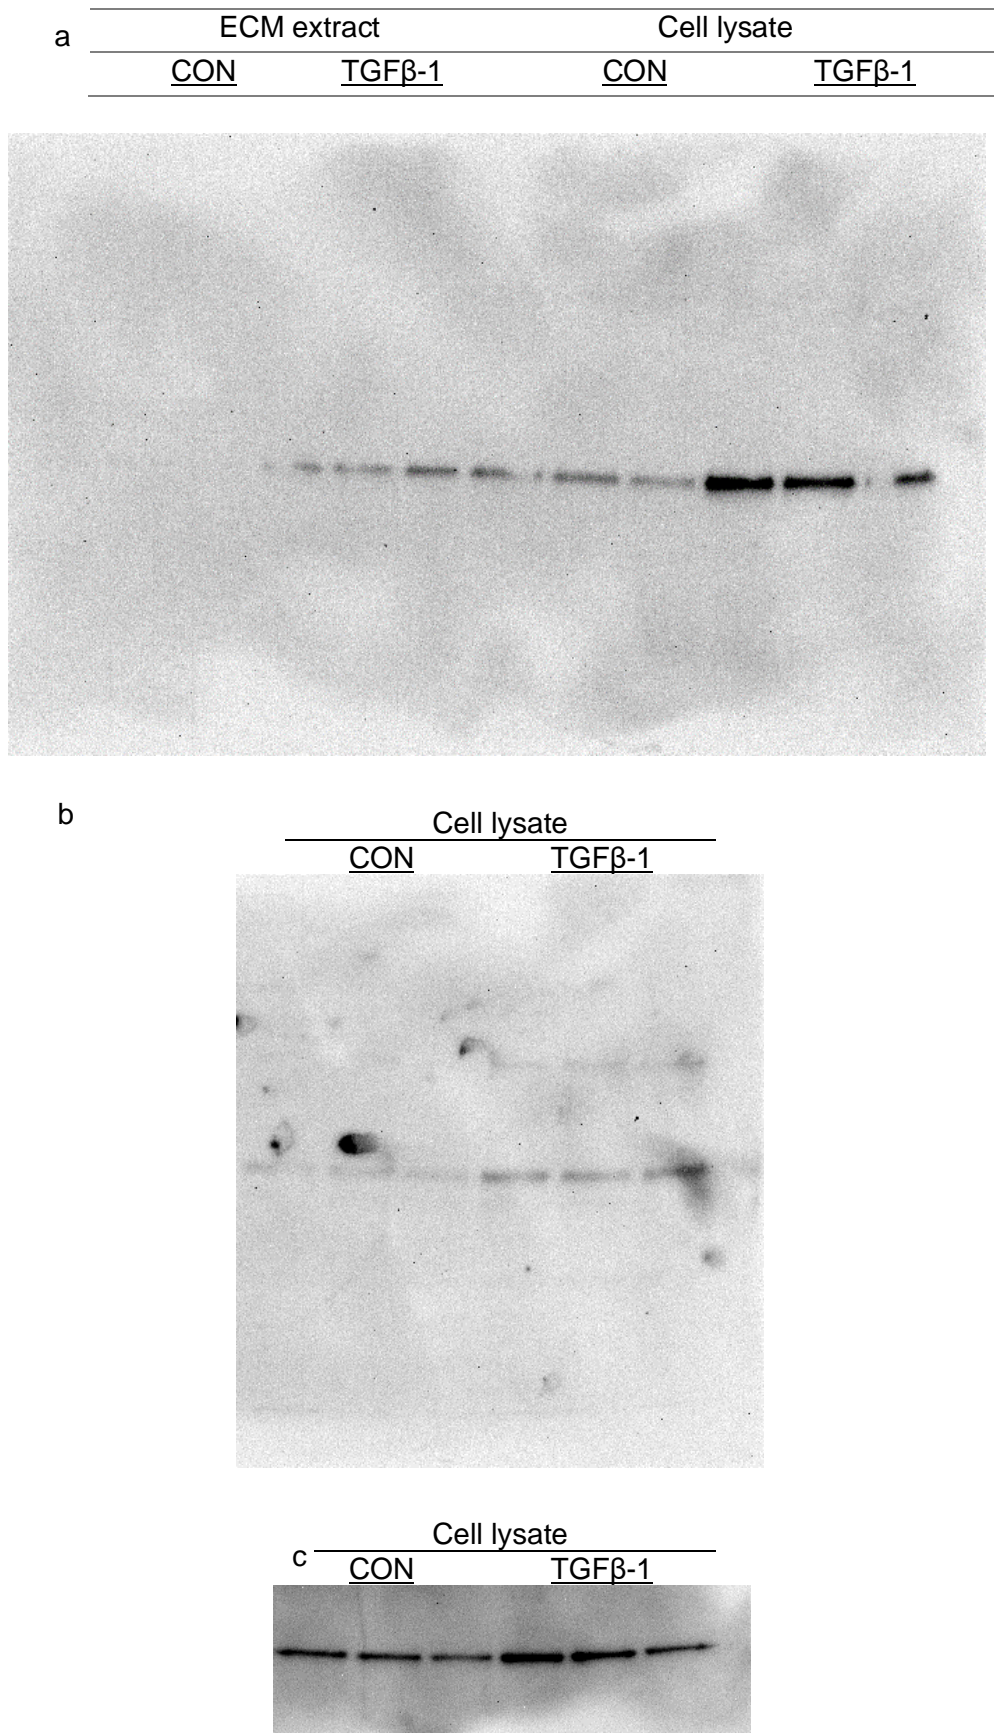 a
ECM extract Cell lysate
CON TGFβ-1 CON TGFβ-1
b
Cell lysate
CON TGFβ-1
Cell lysate
c
CON TGFβ-1